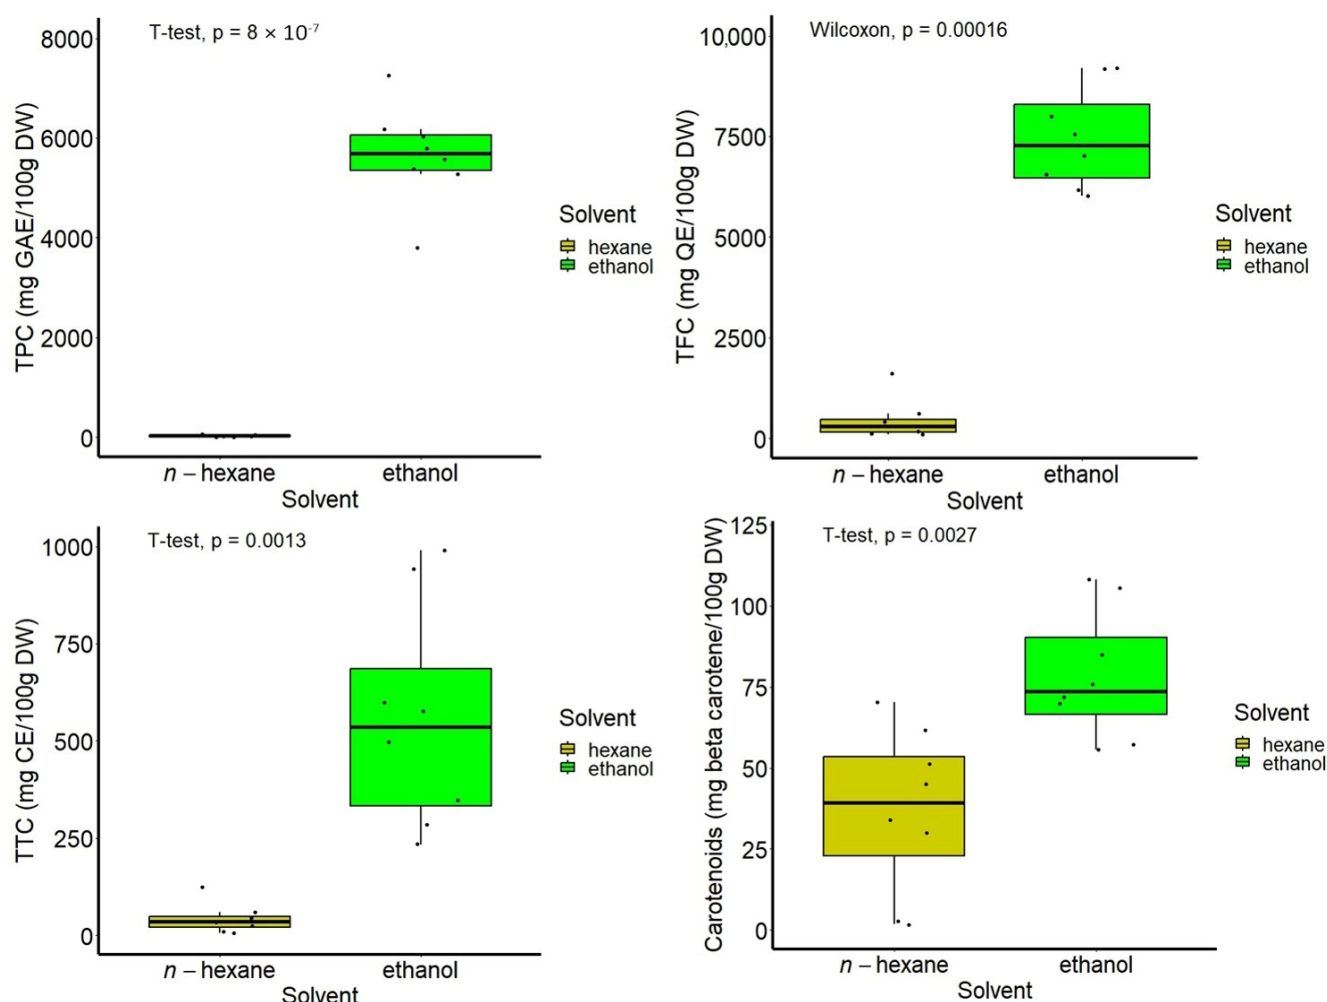 T-test, p = 8 × 10⁻⁷
8000
6000
4000
2000
0
TPC (mg GAE/100g DW)
n – hexane
ethanol
Solvent
Solvent
hexane
ethanol
Wilcoxon, p = 0.00016
10,000
7500
5000
2500
0
TFC (mg QE/100g DW)
n – hexane
ethanol
Solvent
Solvent
hexane
ethanol
T-test, p = 0.0013
1000
750
500
250
0
TTC (mg CE/100g DW)
n – hexane
ethanol
Solvent
Solvent
hexane
ethanol
T-test, p = 0.0027
125
100
75
50
25
0
Carotenoids (mg beta carotene/100g DW)
n – hexane
ethanol
Solvent
Solvent
hexane
ethanol